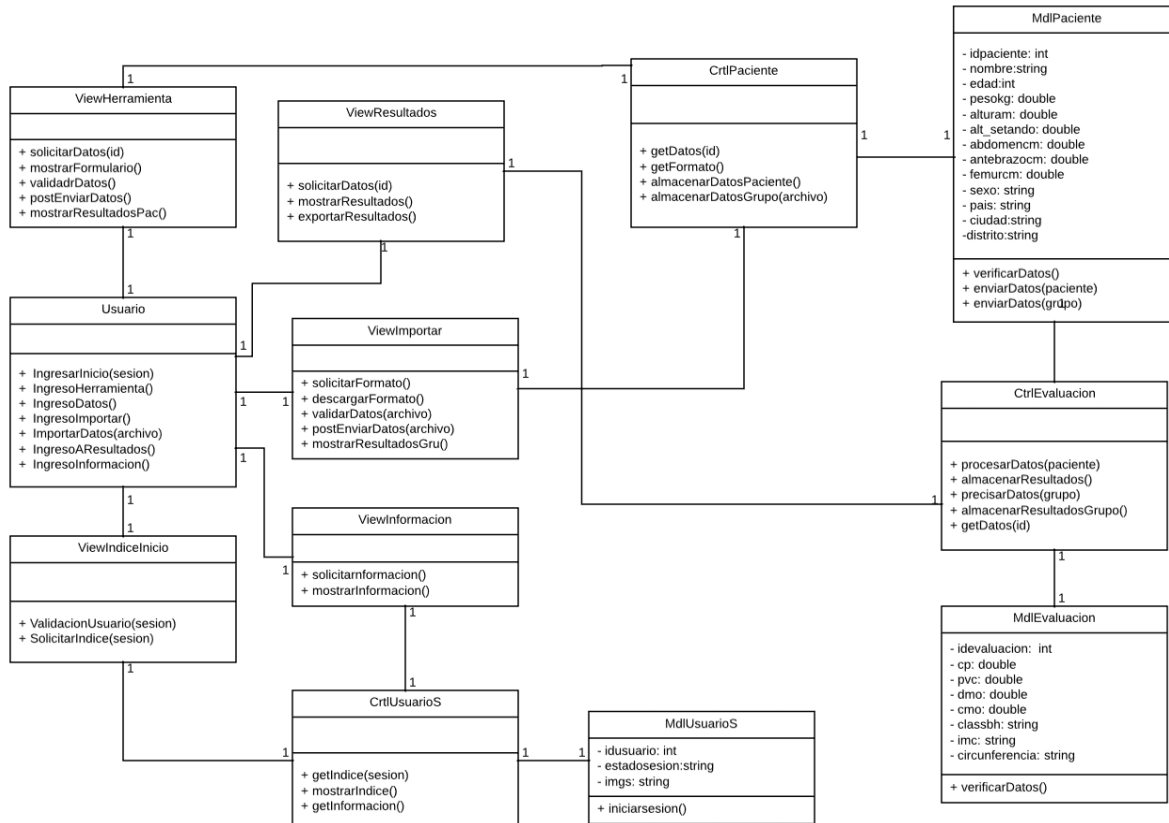 MdlPaciente
- idpaciente: int
- nombre:string
- edad:int
- pesokg: double
- alturam: double
- alt_setando: double
- abdomencm: double
- antebrazocm: double
- femurcm: double
- sexo: string
- pais: string
- ciudad:string
-distrito:string
+ verificarDatos()
+ enviarDatos(paciente)
+ enviarDatos(grupo)
1
1
CrtlPaciente
+ getDatos(id)
+ getFormato()
+ almacenarDatosPaciente()
+ almacenarDatosGrupo(archivo)
1
1
1
ViewHerramienta
+ solicitarDatos(id)
+ mostrarFormulario()
+ validadrDatos()
+ postEnviarDatos()
+ mostrarResultadosPac()
1
1
ViewResultados
+ solicitarDatos(id)
+ mostrarResultados()
+ exportarResultados()
1
1
Usuario
+ IngresarInicio(sesion)
+ IngresoHerramienta()
+ IngresoDatos()
+ IngresoImportar()
+ ImportarDatos(archivo)
+ IngresoAResultados()
+ IngresoInformacion()
1
1
1
1
1
ViewImportar
+ solicitarFormato()
+ descargarFormato()
+ validarDatos(archivo)
+ postEnviarDatos(archivo)
+ mostrarResultadosGru()
1
1
CtrlEvaluacion
+ procesarDatos(paciente)
+ almacenarResultados()
+ precisarDatos(grupo)
+ almacenarResultadosGrupo()
+ getDatos(id)
1
1
1
ViewIndiceInicio
+ ValidacionUsuario(sesion)
+ SolicitarIndice(sesion)
1
1
ViewInformacion
+ solicitarnformacion()
+ mostrarInformacion()
1
1
MdlEvaluacion
- idevaluacion: int
- cp: double
- pvc: double
- dmo: double
- cmo: double
- classbh: string
- imc: string
- circunferencia: string
+ verificarDatos()
1
CrtlUsuarioS
+ getIndice(sesion)
+ mostrarIndice()
+ getInformacion()
1
1
1
MdlUsuarioS
- idusuario: int
- estadosesion:string
- imgs: string
+ iniciarsesion()
1